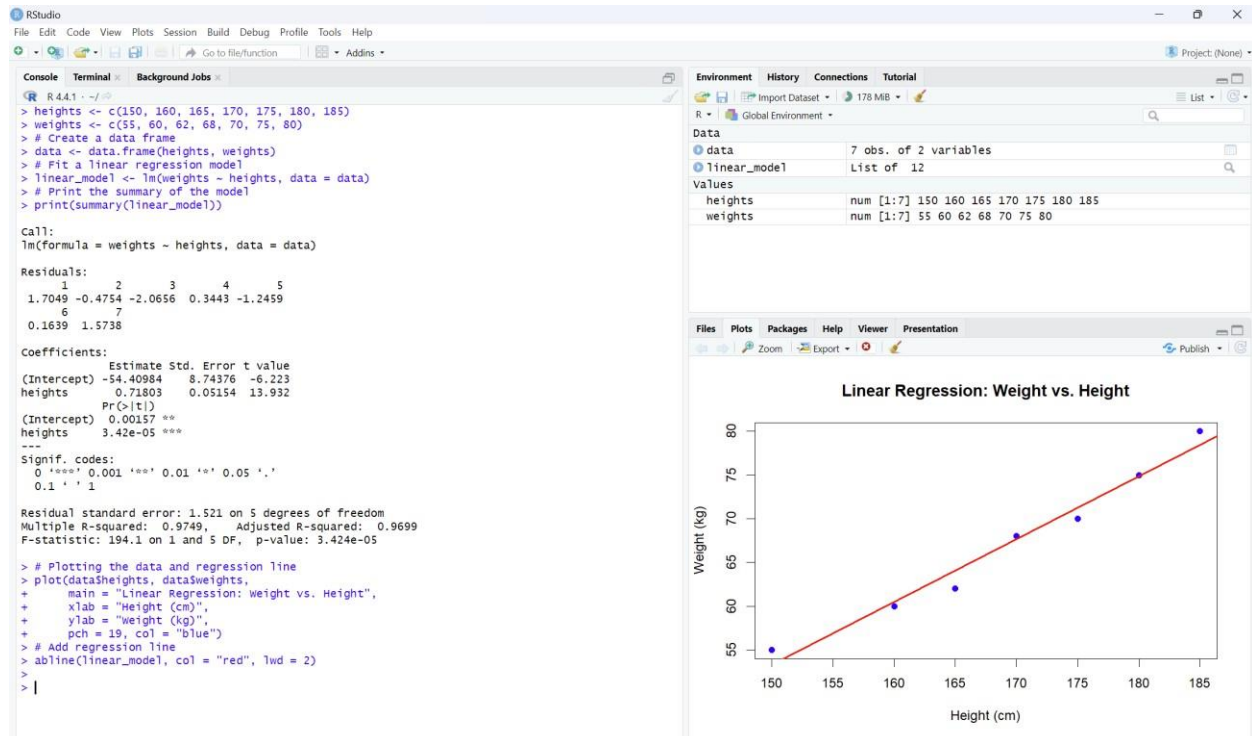 RStudio
File Edit Code View Plots Session Build Debug Profile Tools Help
Go to file/function Addins Project: (None)
Console Terminal Background Jobs
R 4.4.1 · ~/
> heights <- c(150, 160, 165, 170, 175, 180, 185)
> weights <- c(55, 60, 62, 68, 70, 75, 80)
> # Create a data frame
> data <- data.frame(heights, weights)
> # Fit a linear regression model
> linear_model <- lm(weights ~ heights, data = data)
> # Print the summary of the model
> print(summary(linear_model))
Call:
lm(formula = weights ~ heights, data = data)
Residuals:
1 2 3 4 5
1.7049 -0.4754 -2.0656 0.3443 -1.2459
6 7
0.1639 1.5738
Coefficients:
Estimate Std. Error t value
(Intercept) -54.40984 8.74376 -6.223
heights 0.71803 0.05154 13.932
Pr(>|t|)
(Intercept) 0.00157 **
heights 3.42e-05 ***
---
Signif. codes:
0 ‘***’ 0.001 ‘**’ 0.01 ‘*’ 0.05 ‘.’
0.1 ‘ ’ 1
Residual standard error: 1.521 on 5 degrees of freedom
Multiple R-squared: 0.9749, Adjusted R-squared: 0.9699
F-statistic: 194.1 on 1 and 5 DF, p-value: 3.424e-05
> # Plotting the data and regression line
> plot(data$heights, data$weights,
+ main = "Linear Regression: Weight vs. Height",
+ xlab = "Height (cm)",
+ ylab = "Weight (kg)",
+ pch = 19, col = "blue")
> # Add regression line
> abline(linear_model, col = "red", lwd = 2)
>
>
Environment History Connections Tutorial
Import Dataset 178 MiB List
R Global Environment
Data
data 7 obs. of 2 variables
linear_model List of 12
Values
heights num [1:7] 150 160 165 170 175 180 185
weights num [1:7] 55 60 62 68 70 75 80
Files Plots Packages Help Viewer Presentation
Zoom Export Publish
Linear Regression: Weight vs. Height
Weight (kg)
80
75
70
65
60
55
150 155 160 165 170 175 180 185
Height (cm)